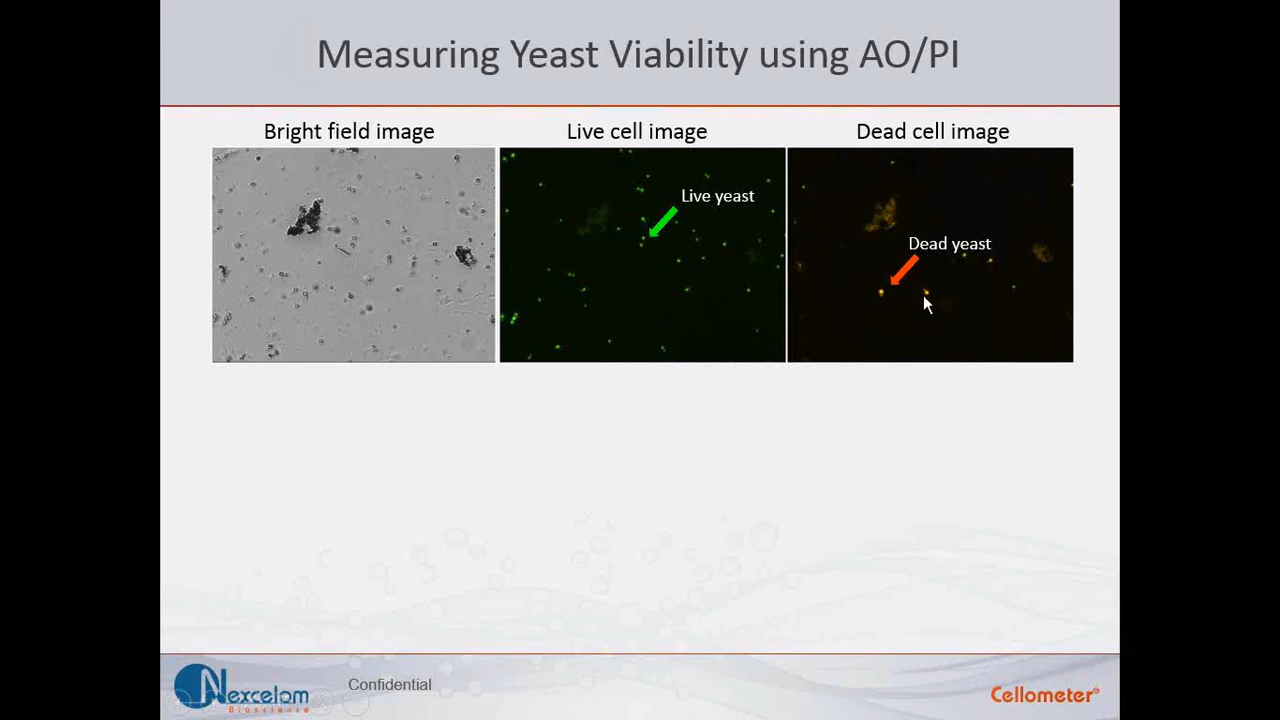 Measuring Yeast Viability using AO/PI
Bright field image
Live cell image
Dead cell image
Live yeast
Dead yeast
Nexcelom
Bioscience
Confidential
Cellometer®